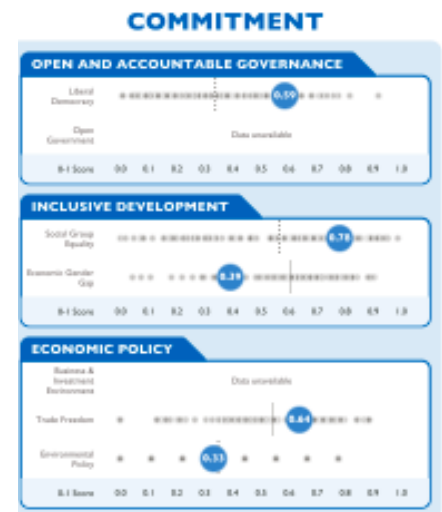 COMMITMENT
OPEN AND ACCOUNTABLE GOVERNANCE
Liberal
Democracy
0.59
Open
Government
Data unavailable
0-1 Score 0.0 0.1 0.2 0.3 0.4 0.5 0.6 0.7 0.8 0.9 1.0
INCLUSIVE DEVELOPMENT
Social Group
Equality
0.78
Economic Gender
Gap
0.39
0-1 Score 0.0 0.1 0.2 0.3 0.4 0.5 0.6 0.7 0.8 0.9 1.0
ECONOMIC POLICY
Business &
Investment
Environment
Data unavailable
Trade Freedom
0.64
Environmental
Policy
0.33
0-1 Score 0.0 0.1 0.2 0.3 0.4 0.5 0.6 0.7 0.8 0.9 1.0